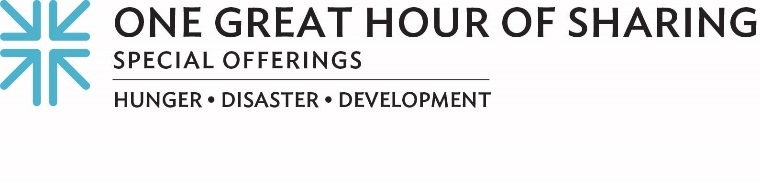 ONE GREAT HOUR OF SHARING
SPECIAL OFFERINGS
HUNGER • DISASTER • DEVELOPMENT